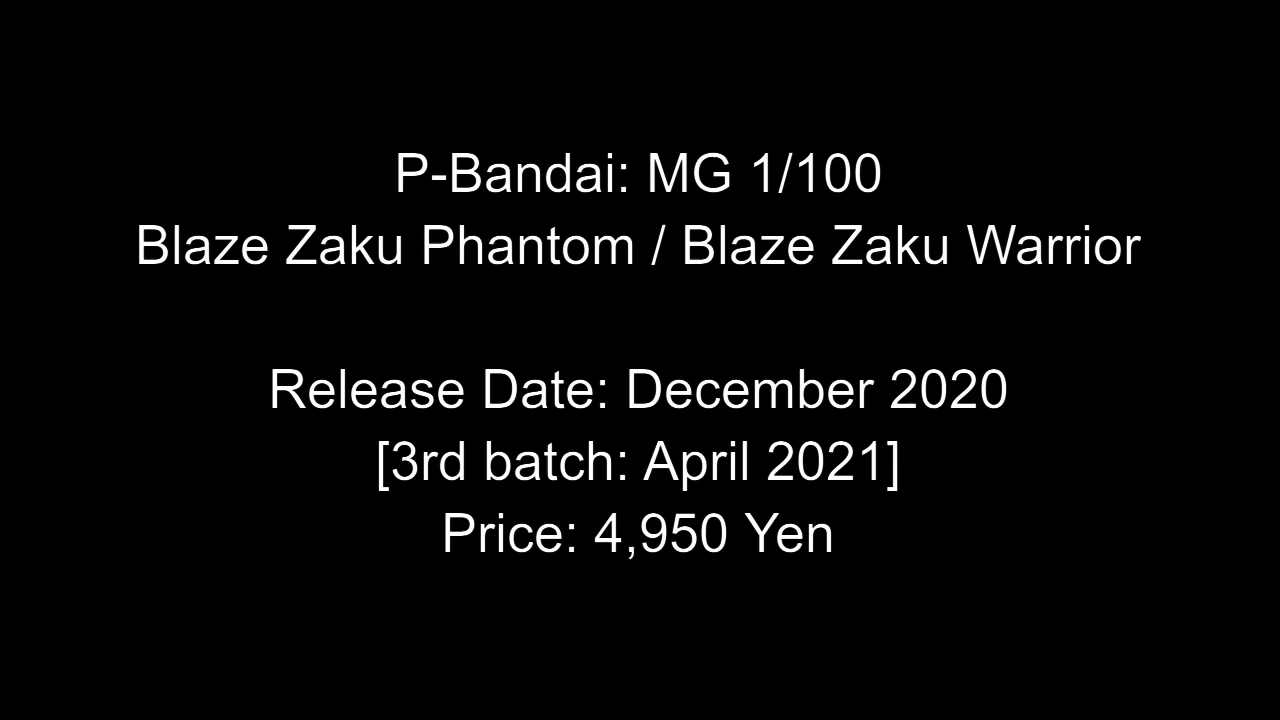 P-Bandai: MG 1/100
Blaze Zaku Phantom / Blaze Zaku Warrior
Release Date: December 2020
[3rd batch: April 2021]
Price: 4,950 Yen